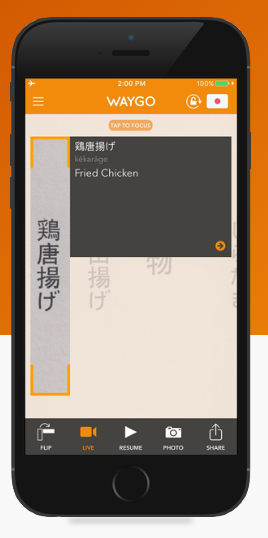 2:00 PM
100%
WAYGO
TAP TO FOCUS
鶏唐揚げ
kēkaráge
Fried Chicken
鶏唐揚げ
揚げ
物
FLIP
LIVE
RESUME
PHOTO
SHARE